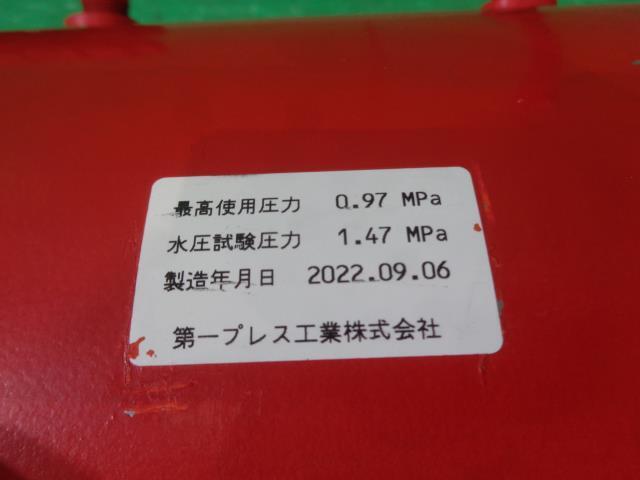 最高使用圧力 0.97 MPa
水圧試験圧力 1.47 MPa
製造年月日 2022.09.06
第一プレス工業株式会社